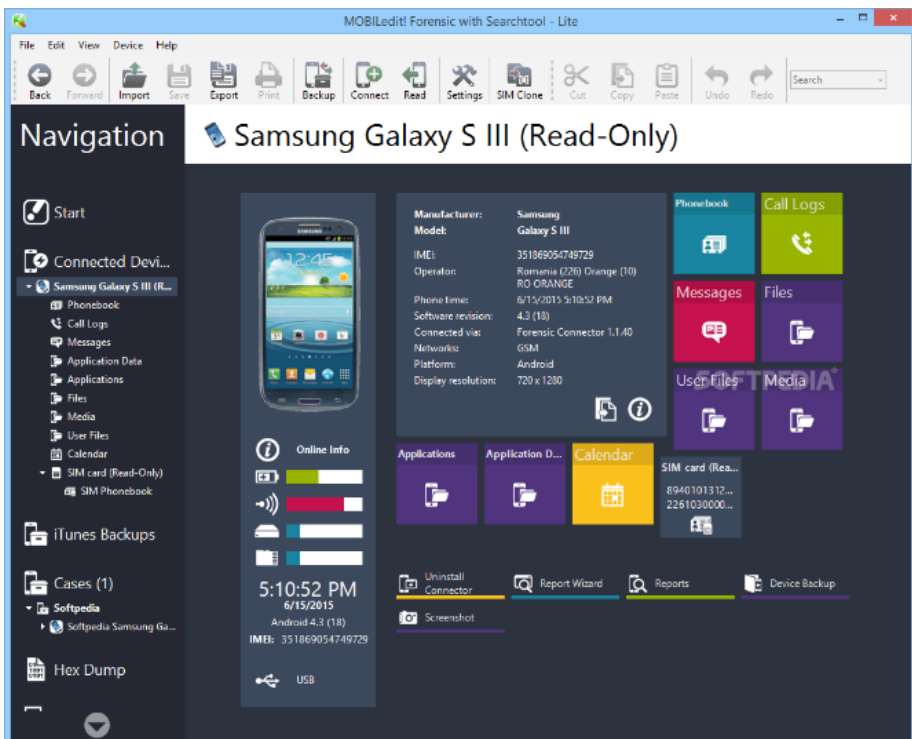 MOBILedit! Forensic with Searchtool - Lite
File Edit View Device Help
Back Forward Import Save Export Print Backup Connect Read Settings SIM Clone Cut Copy Paste Undo Redo Search
Navigation
Samsung Galaxy S III (Read-Only)
Start
Connected Devi...
Samsung Galaxy S III (R...
Phonebook
Call Logs
Messages
Application Data
Applications
Files
Media
User Files
Calendar
SIM card (Read-Only)
SIM Phonebook
iTunes Backups
Cases (1)
Softpedia
Softpedia Samsung Ga...
Hex Dump
SAMSUNG
12:45
Online Info
5:10:52 PM
6/15/2015
Android 4.3 (18)
IMEI: 351869054749729
USB
Manufacturer: Samsung
Model: Galaxy S III
IMEI: 351869054749729
Operator: Romania (226) Orange (10)
RO ORANGE
Phone time: 6/15/2015 5:10:52 PM
Software revision: 4.3 (18)
Connected via: Forensic Connector 1.1.40
Networks: GSM
Platform: Android
Display resolution: 720 x 1280
Phonebook
Call Logs
Messages
Files
User Files
Media
SOFTPEDIA
Applications
Application D...
Calendar
SIM card (Rea...
8940101312...
2261030000...
Uninstall
Connector
Report Wizard
Reports
Device Backup
Screenshot